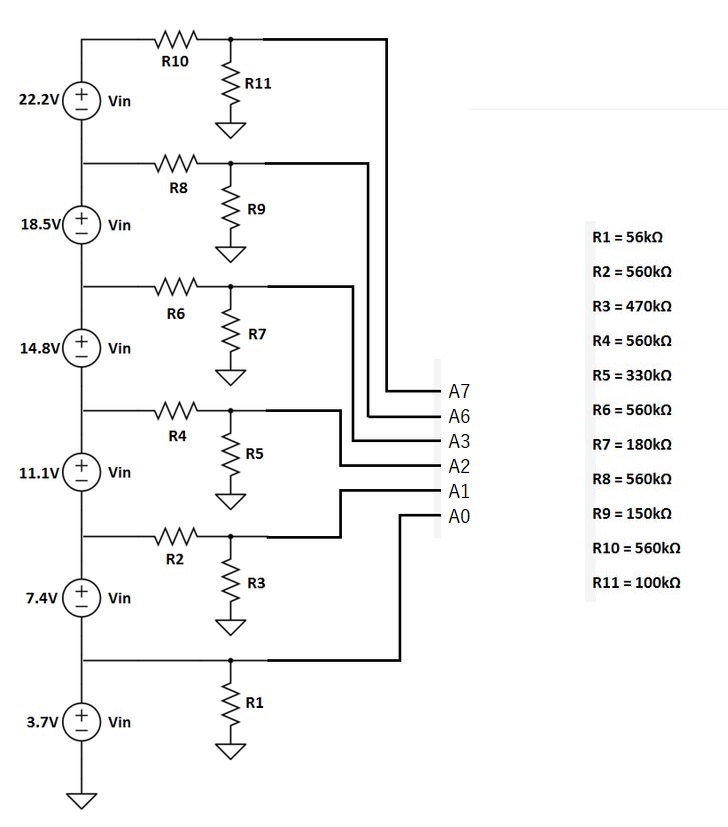 R10
R11
22.2V
Vin
R8
R9
18.5V
Vin
R6
R7
14.8V
Vin
R4
R5
11.1V
Vin
R2
R3
7.4V
Vin
R1
3.7V
Vin
A7
A6
A3
A2
A1
A0
R1 = 56kΩ
R2 = 560kΩ
R3 = 470kΩ
R4 = 560kΩ
R5 = 330kΩ
R6 = 560kΩ
R7 = 180kΩ
R8 = 560kΩ
R9 = 150kΩ
R10 = 560kΩ
R11 = 100kΩ